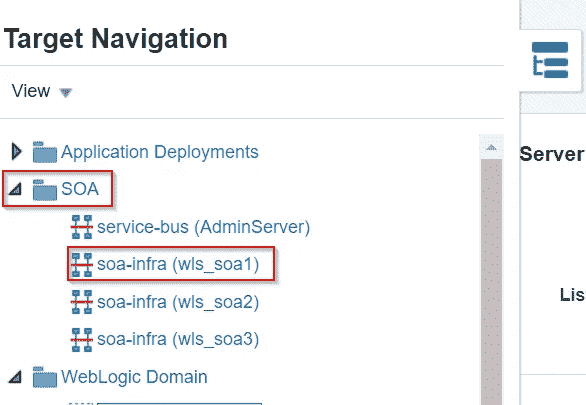 Target Navigation
View
Application Deployments
SOA
service-bus (AdminServer)
soa-infra (wls_soa1)
soa-infra (wls_soa2)
soa-infra (wls_soa3)
WebLogic Domain
Server
Lis